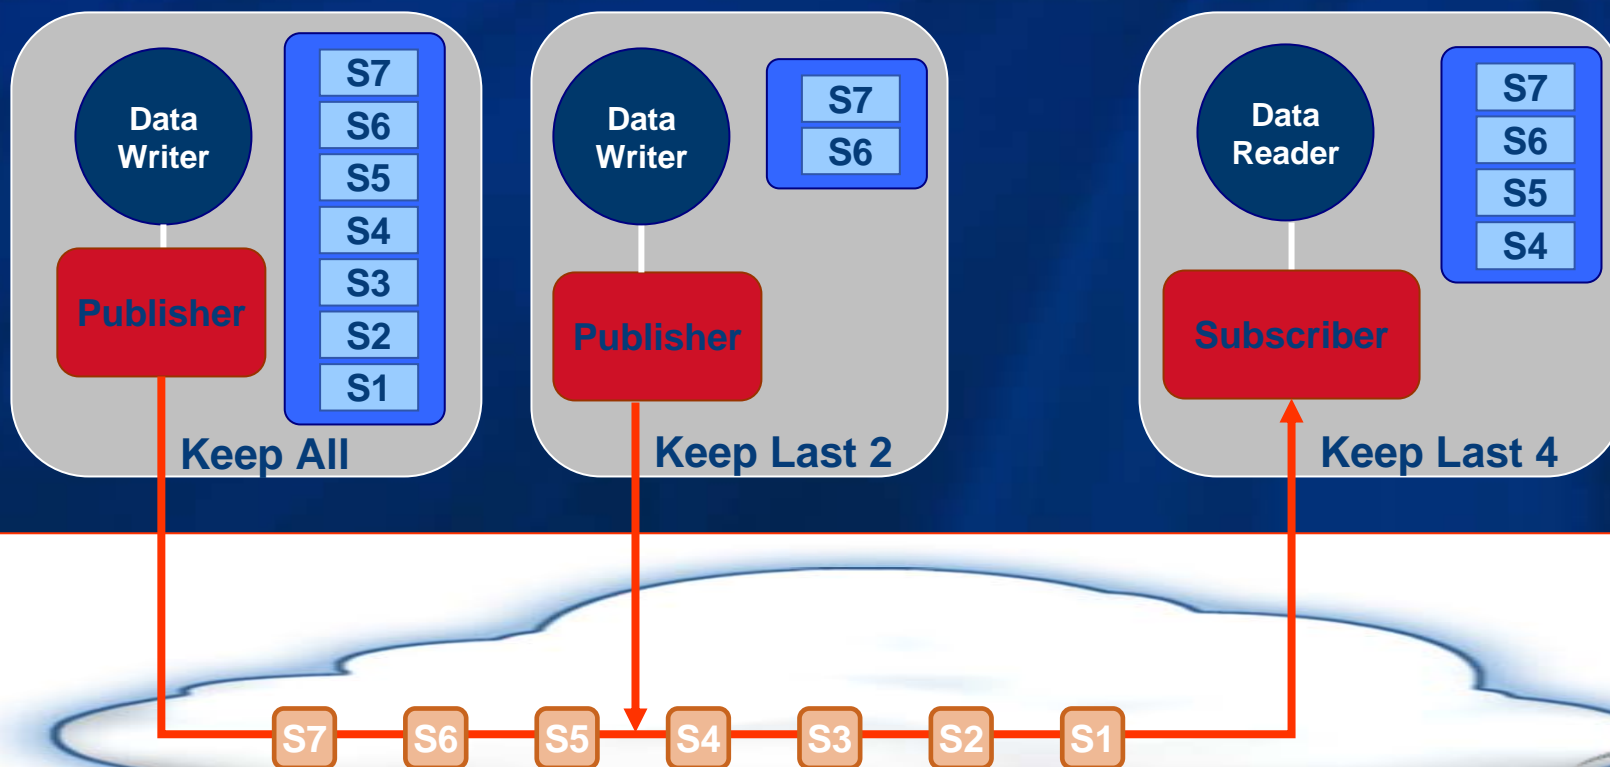 Data
Writer
S7
S6
S5
S4
S3
S2
S1
Publisher
Keep All
Data
Writer
S7
S6
Publisher
Keep Last 2
Data
Reader
S7
S6
S5
S4
Subscriber
Keep Last 4
S7 S6 S5 S4 S3 S2 S1